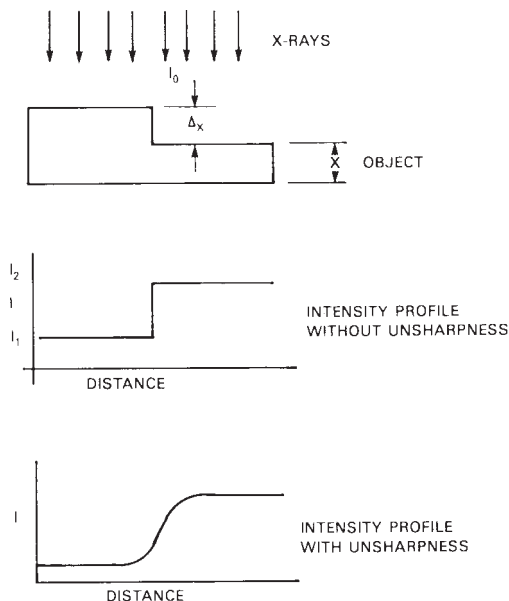 X-RAYS
I₀
Δx
X
OBJECT
I₂
I
I₁
INTENSITY PROFILE
WITHOUT UNSHARPNESS
DISTANCE
I
INTENSITY PROFILE
WITH UNSHARPNESS
DISTANCE